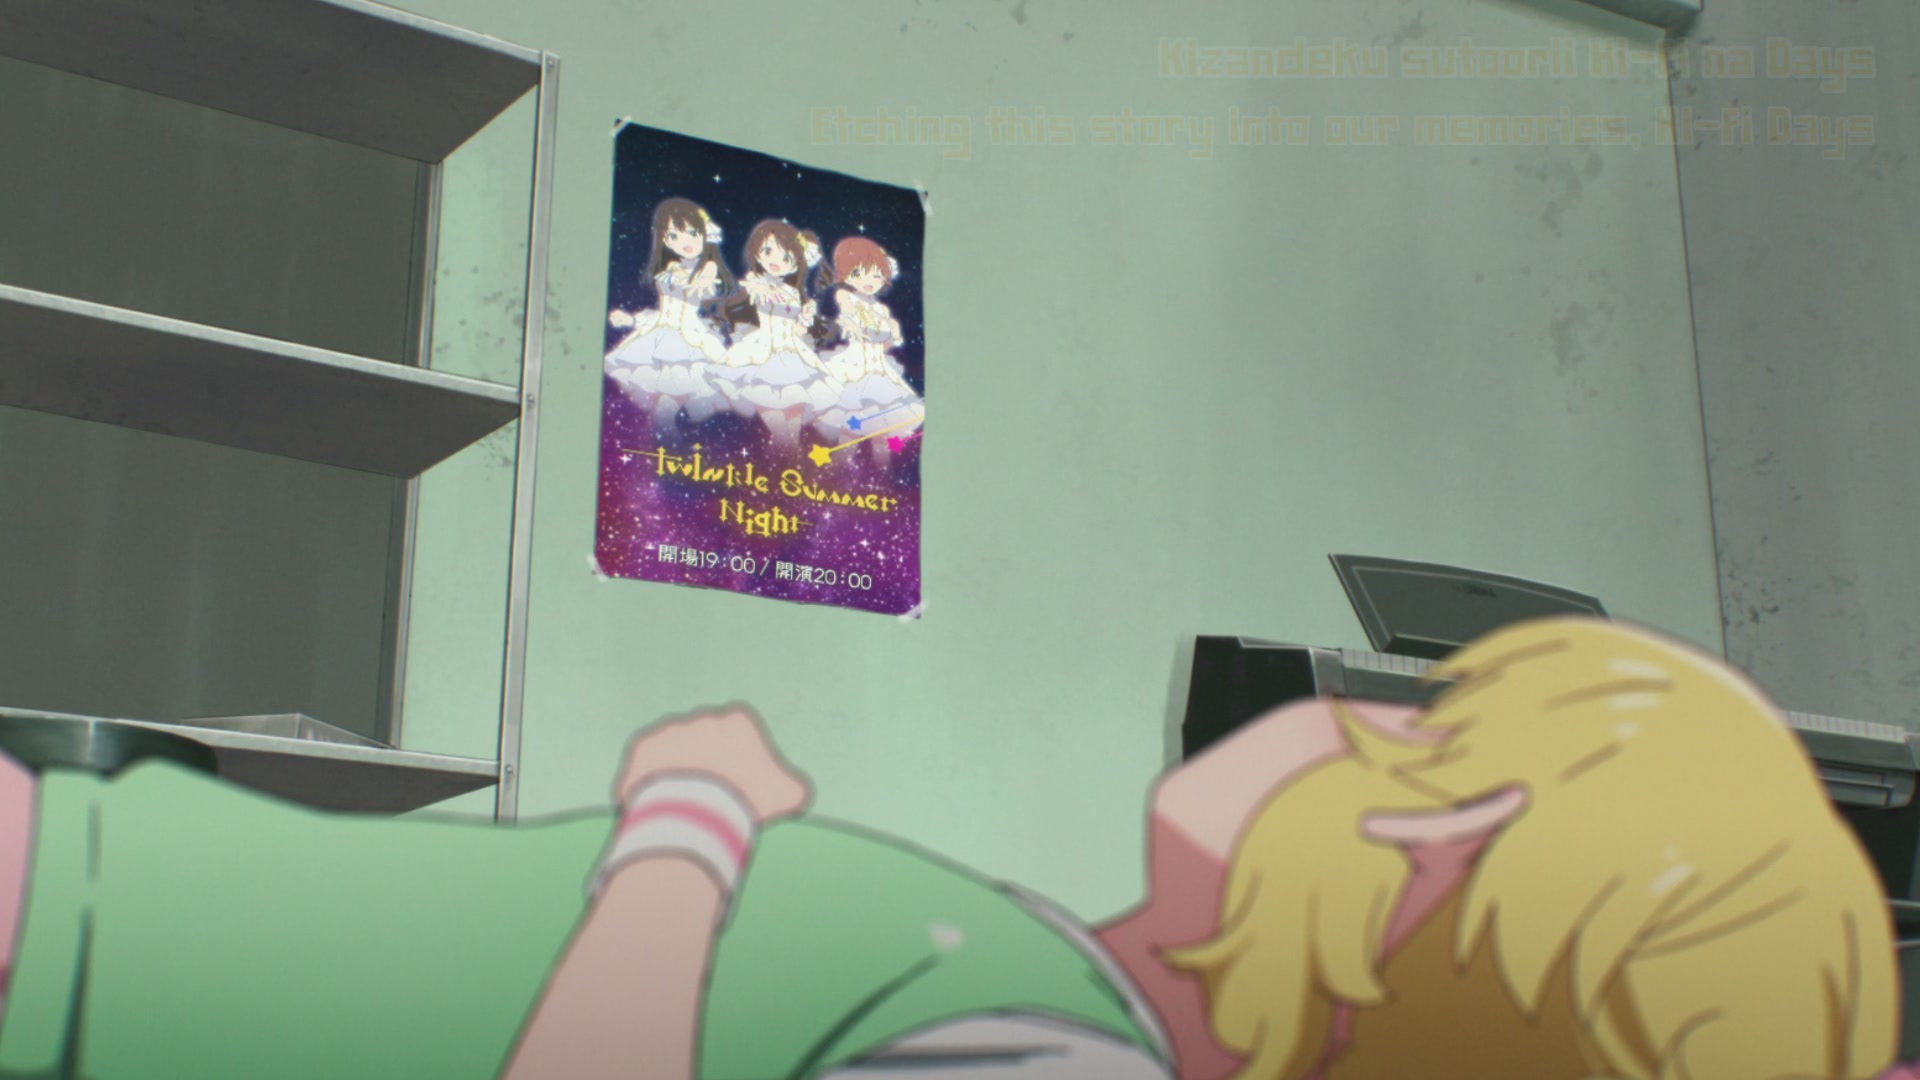 Kizandeku sutoorii Hi-fi na Days
Etching this story into our memories, Hi-fi Days
Twinkle Summer
Night
開場19:00 / 開演20:00